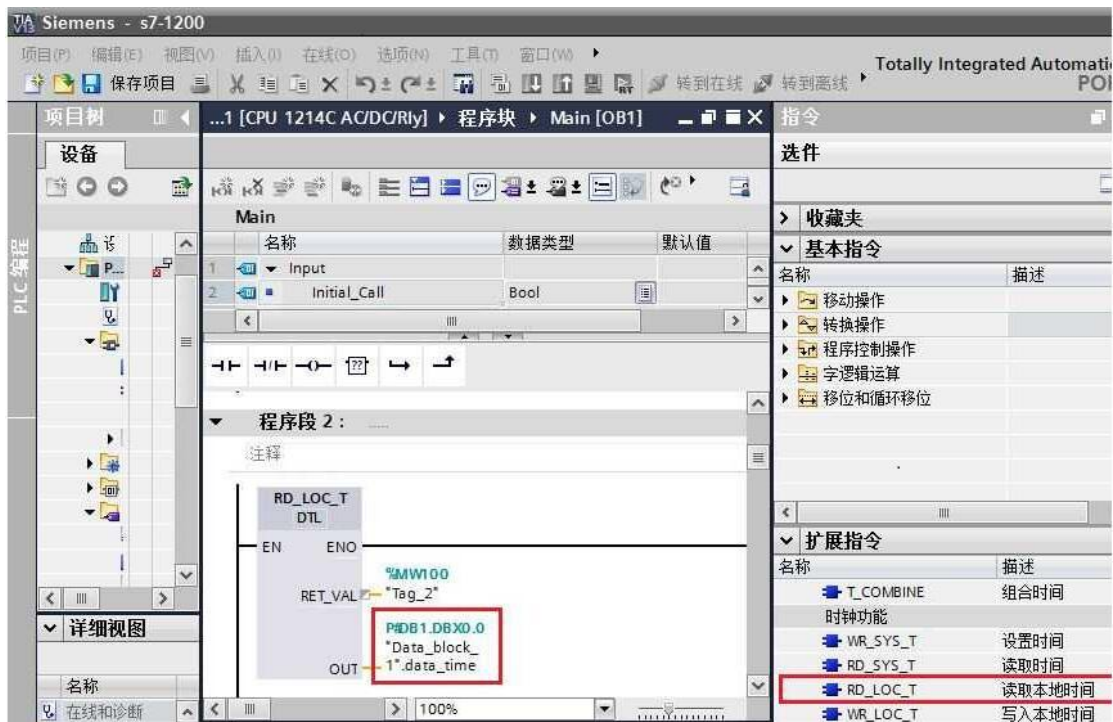 TIA V13 Siemens - s7-1200
项目(P) 编辑(E) 视图(V) 插入(I) 在线(O) 选项(N) 工具(T) 窗口(W)
Totally Integrated Automati
保存项目 转到在线 转到离线
POI
项目树
...1 [CPU 1214C AC/DC/Rly] 程序块 Main [OB1]
指令
设备
选件
PLC 编程
Main
名称 数据类型 默认值
1 Input
2 Initial_Call Bool
收藏夹
基本指令
名称 描述
移动操作
转换操作
程序控制操作
字逻辑运算
移位和循环移位
P...
??
程序段 2：
注释
RD_LOC_T
DTL
EN ENO
%MW100
RET_VAL "Tag_2"
P#DB1.DBX0.0
"Data_block_
OUT 1".data_time
100%
扩展指令
名称 描述
T_COMBINE 组合时间
时钟功能
WR_SYS_T 设置时间
RD_SYS_T 读取时间
RD_LOC_T 读取本地时间
WR_LOC_T 写入本地时间
详细视图
名称
在线和诊断